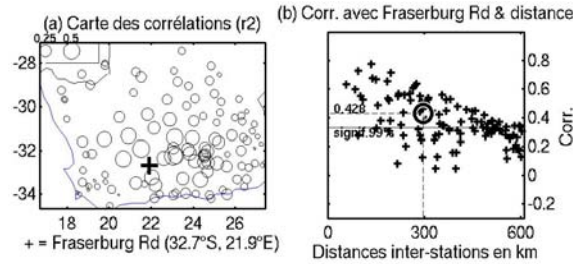 (a) Carte des corrélations (r2)
0.25 0.5
-28
-30
-32
-34
18 20 22 24 26
+ = Fraserburg Rd (32.7°S, 21.9°E)
(b) Corr. avec Fraserburg Rd & distance
0.428
signif.99%
0.8
0.6
0.4
0.2
0
-0.2
Corr.
0 300 600
Distances inter-stations en km